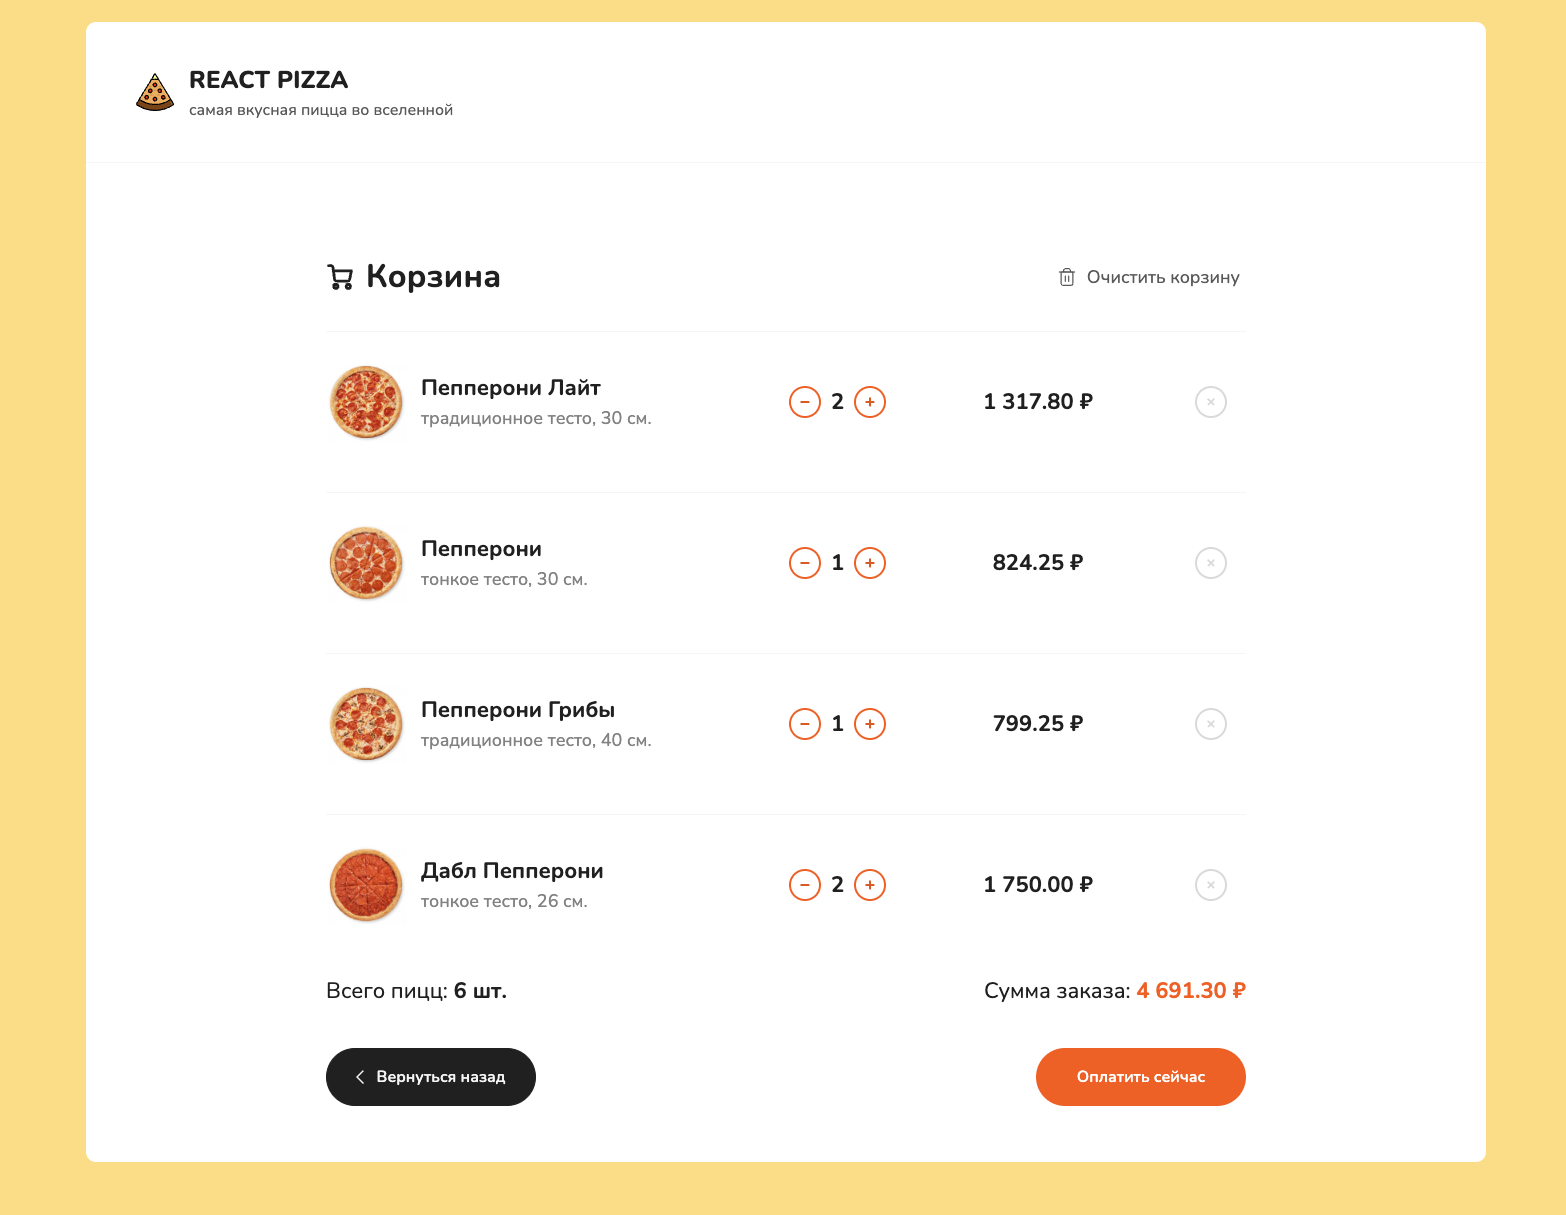 REACT PIZZA
самая вкусная пицца во вселенной
Корзина
Очистить корзину
Пепперони Лайт
традиционное тесто, 30 см.
2
1 317.80 ₽
Пепперони
тонкое тесто, 30 см.
1
824.25 ₽
Пепперони Грибы
традиционное тесто, 40 см.
1
799.25 ₽
Дабл Пепперони
тонкое тесто, 26 см.
2
1 750.00 ₽
Всего пицц: 6 шт.
Сумма заказа: 4 691.30 ₽
Вернуться назад
Оплатить сейчас